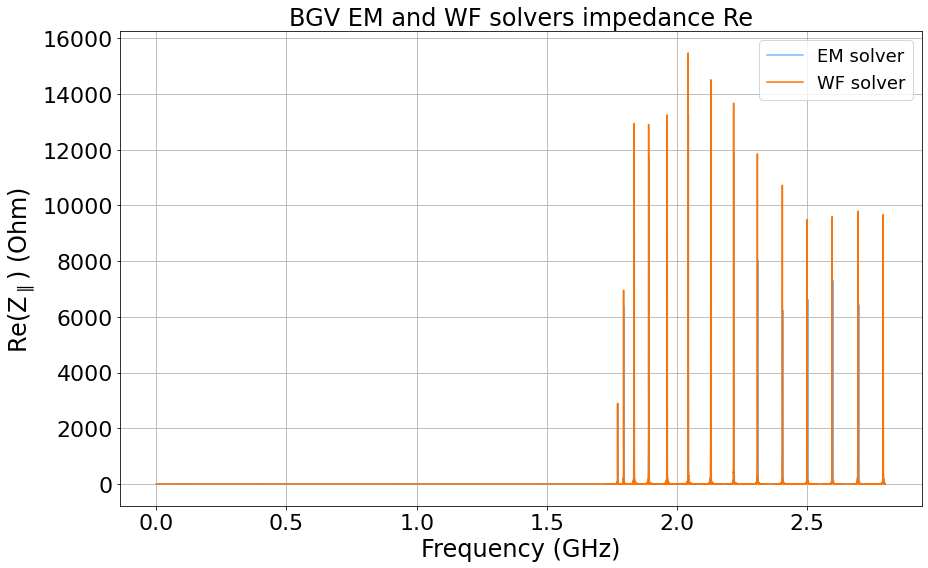 BGV EM and WF solvers impedance Re
EM solver
WF solver
16000
14000
12000
10000
8000
6000
4000
2000
0
Re(Z∥) (Ohm)
0.0 0.5 1.0 1.5 2.0 2.5
Frequency (GHz)